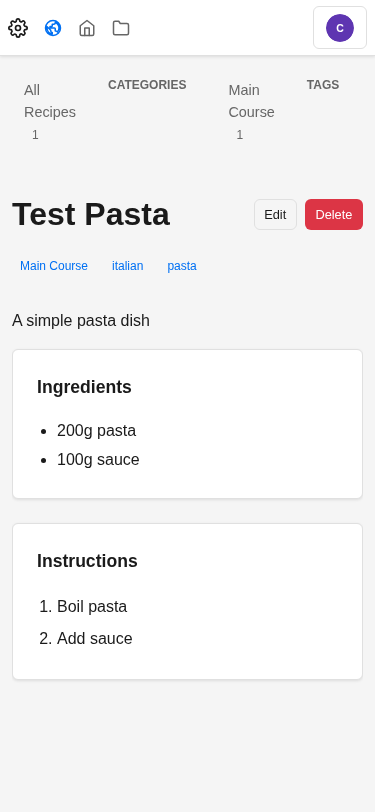 C
All
Recipes
1
CATEGORIES
Main
Course
1
TAGS
Test Pasta
Edit
Delete
Main Course italian pasta
A simple pasta dish
Ingredients
• 200g pasta
• 100g sauce
Instructions
1. Boil pasta
2. Add sauce